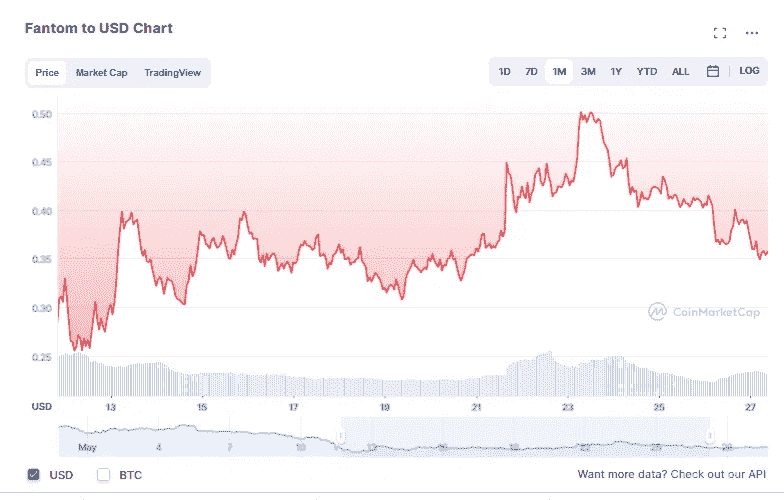 Fantom to USD Chart
Price Market Cap TradingView 1D 7D 1M 3M 1Y YTD ALL LOG
0.50
0.45
0.40
0.35
0.30
CoinMarketCap
0.25
USD 13 15 17 19 21 23 25 27
May 4 7
USD BTC Want more data? Check out our API